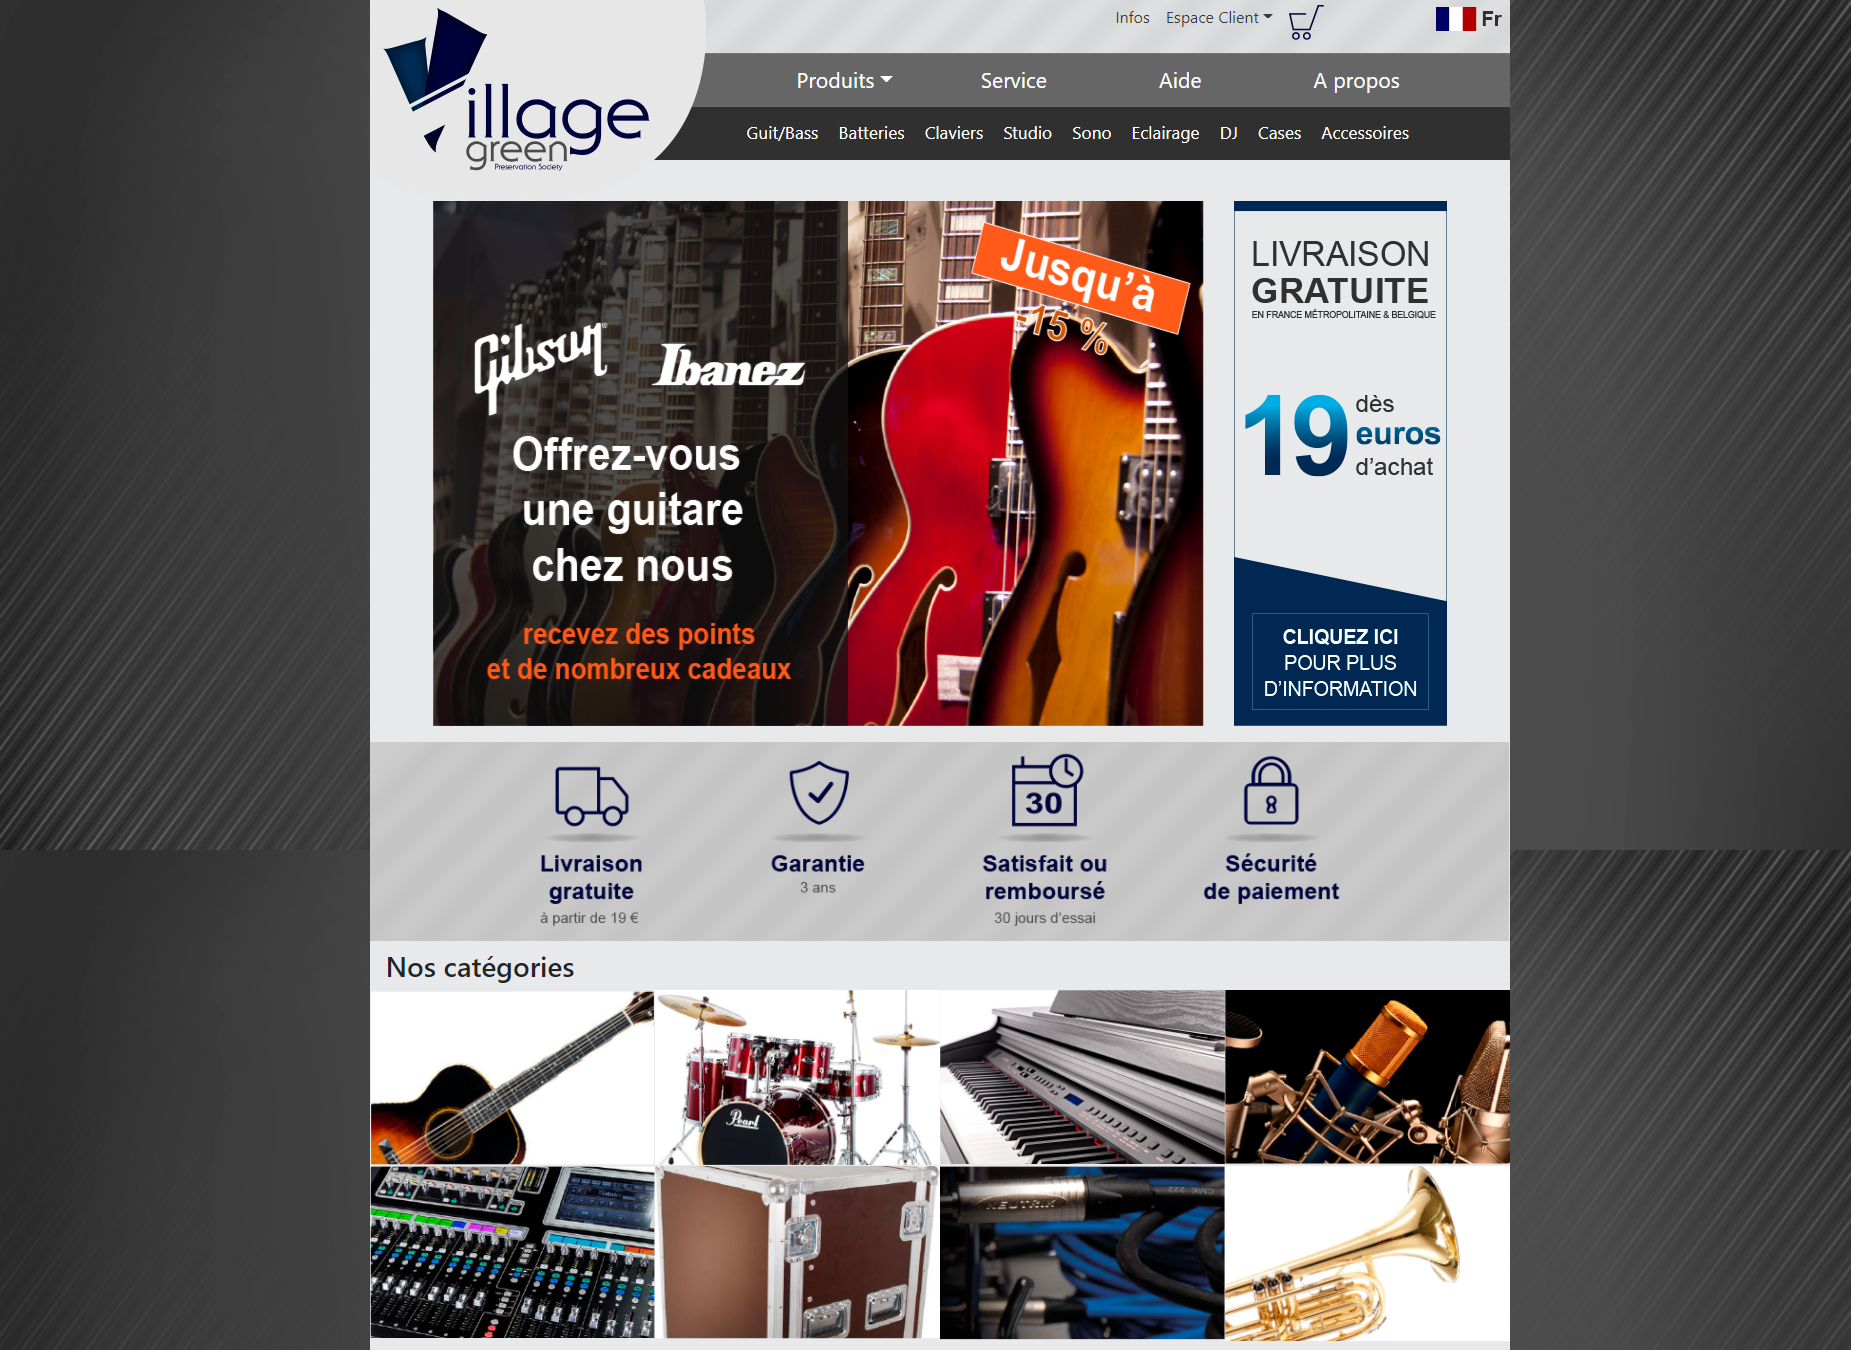 Infos Espace Client Fr
illage
green
Preservation Society
Produits Service Aide A propos
Guit/Bass Batteries Claviers Studio Sono Eclairage DJ Cases Accessoires
Jusqu'à
-15 %
Gibson
Ibanez
Offrez-vous
une guitare
chez nous
recevez des points
et de nombreux cadeaux
LIVRAISON
GRATUITE
EN FRANCE MÉTROPOLITAINE & BELGIQUE
19 dès
euros
d'achat
CLIQUEZ ICI
POUR PLUS
D'INFORMATION
30
Livraison
gratuite
à partir de 19 €
Garantie
3 ans
Satisfait ou
remboursé
30 jours d'essai
Sécurité
de paiement
Nos catégories
Pearl
NEUTRIK